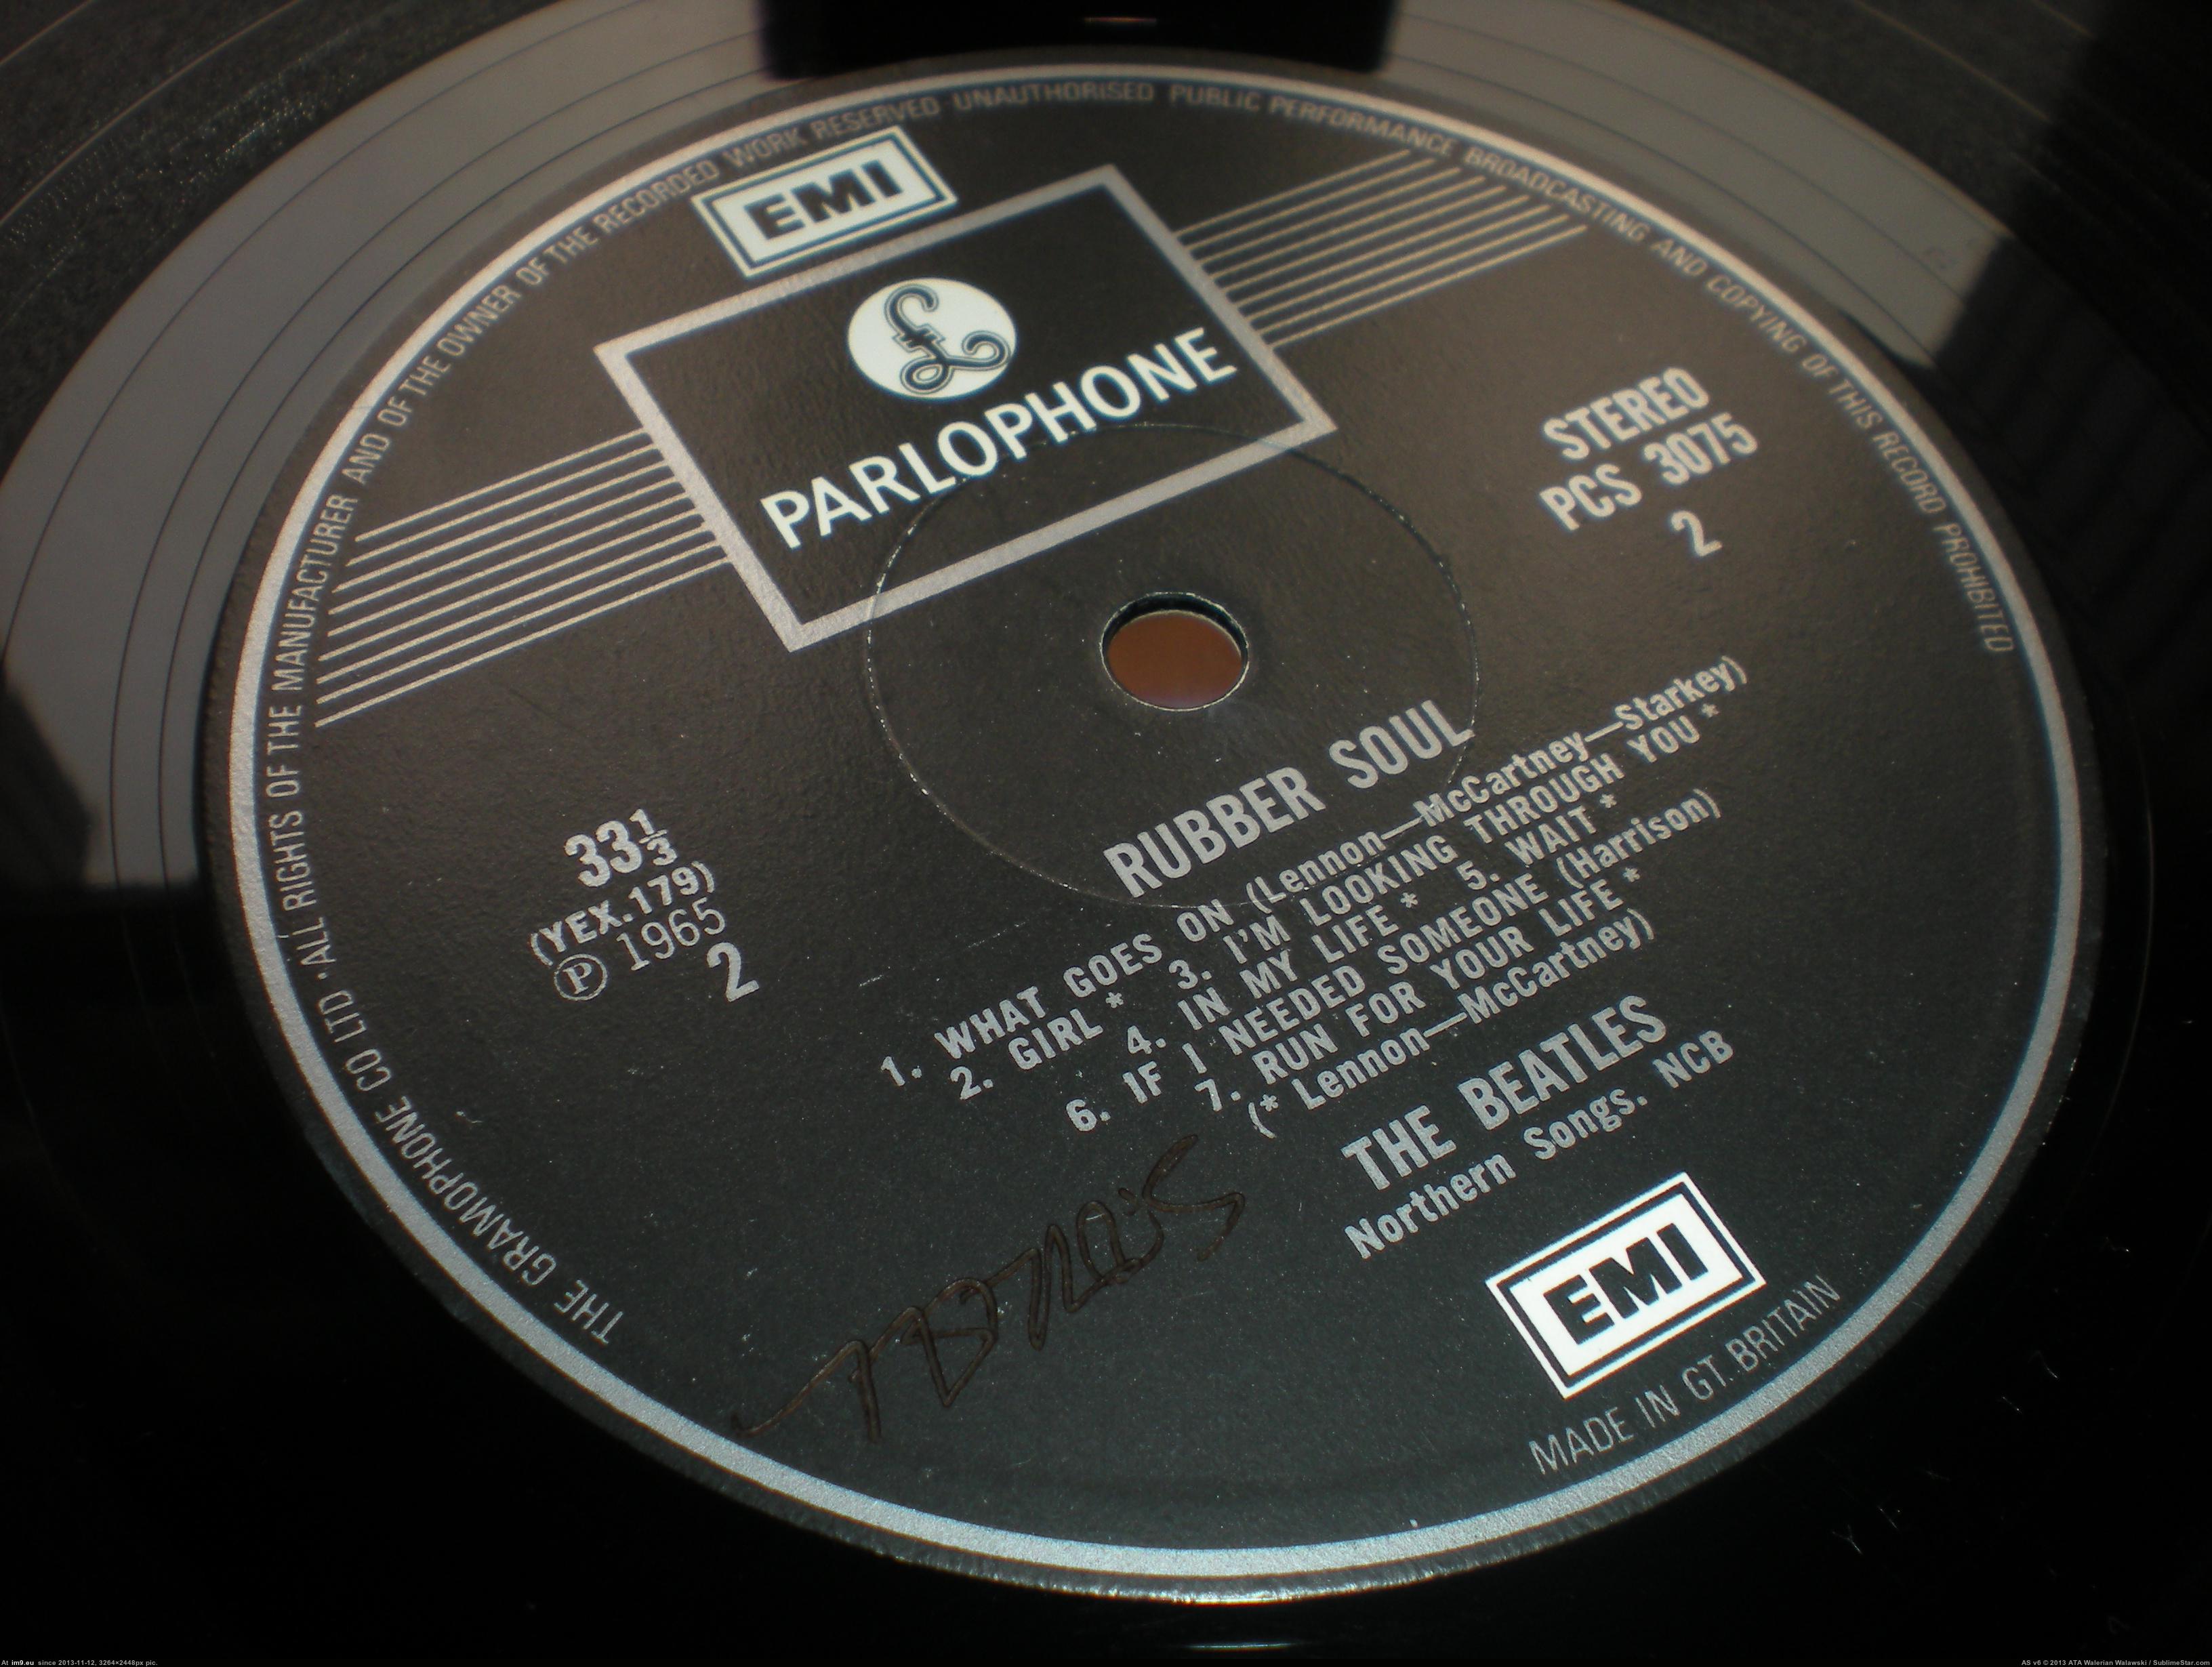 THE GRAMOPHONE CO LTD · ALL RIGHTS OF THE MANUFACTURER AND OF THE OWNER OF THE RECORDED WORK RESERVED UNAUTHORISED PUBLIC PERFORMANCE BROADCASTING AND COPYING OF THIS RECORD PROHIBITED
EMI
£
PARLOPHONE
STEREO
PCS 3075
2
33⅓
(YEX.179)
Ⓟ 1965
2
RUBBER SOUL
1. WHAT GOES ON (Lennon—McCartney—Starkey)
2. GIRL * 3. I'M LOOKING THROUGH YOU *
4. IN MY LIFE * 5. WAIT *
6. IF I NEEDED SOMEONE (Harrison)
7. RUN FOR YOUR LIFE *
(* Lennon—McCartney)
THE BEATLES
Northern Songs. NCB
EMI
MADE IN GT. BRITAIN
At im9.eu since 2013-11-12, 3264×2448px pic.
AS v6 © 2013 ATA Walerian Walawski / SublimeStar.com